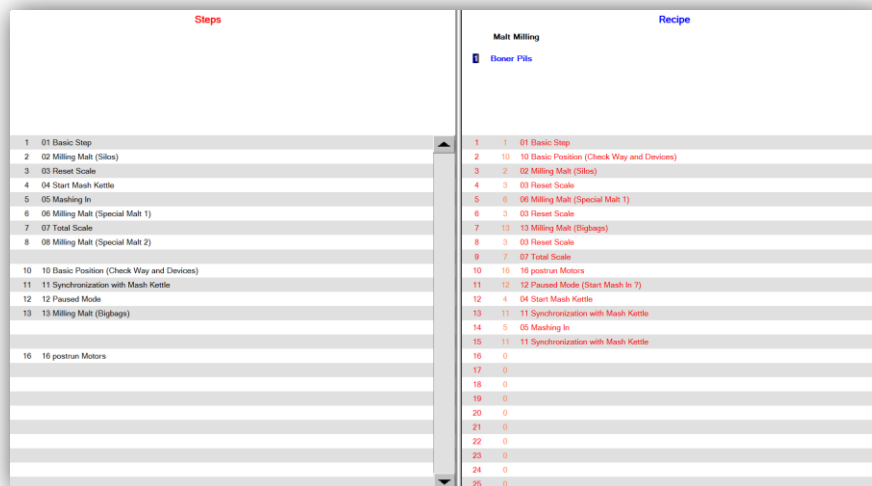 Steps
1 01 Basic Step
2 02 Milling Malt (Silos)
3 03 Reset Scale
4 04 Start Mash Kettle
5 05 Mashing In
6 06 Milling Malt (Special Malt 1)
7 07 Total Scale
8 08 Milling Malt (Special Malt 2)
10 10 Basic Position (Check Way and Devices)
11 11 Synchronization with Mash Kettle
12 12 Paused Mode
13 13 Milling Malt (Bigbags)
16 16 postrun Motors
Recipe
Malt Milling
1 Boner Pils
1 1 01 Basic Step
2 10 10 Basic Position (Check Way and Devices)
3 2 02 Milling Malt (Silos)
4 3 03 Reset Scale
5 6 06 Milling Malt (Special Malt 1)
6 3 03 Reset Scale
7 13 13 Milling Malt (Bigbags)
8 3 03 Reset Scale
9 7 07 Total Scale
10 16 16 postrun Motors
11 12 12 Paused Mode (Start Mash In ?)
12 4 04 Start Mash Kettle
13 11 11 Synchronization with Mash Kettle
14 5 05 Mashing In
15 11 11 Synchronization with Mash Kettle
16 0
17 0
18 0
19 0
20 0
21 0
22 0
23 0
24 0
25 0